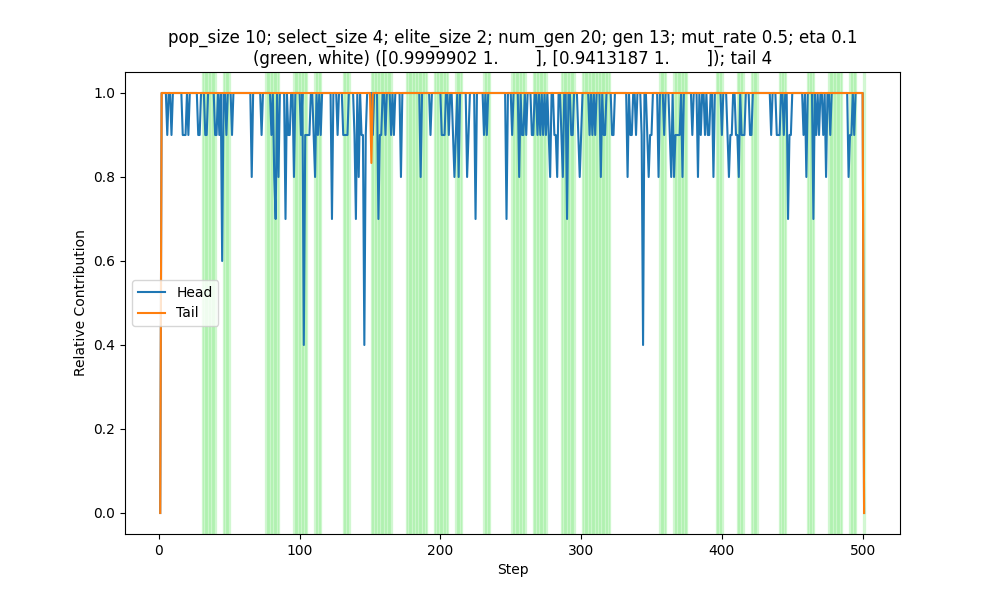 pop_size 10; select_size 4; elite_size 2; num_gen 20; gen 13; mut_rate 0.5; eta 0.1
(green, white) ([0.9999902 1.        ], [0.9413187 1.        ]); tail 4
1.0
0.8
0.6
0.4
0.2
0.0
Relative Contribution
Head
Tail
0
100
200
300
400
500
Step